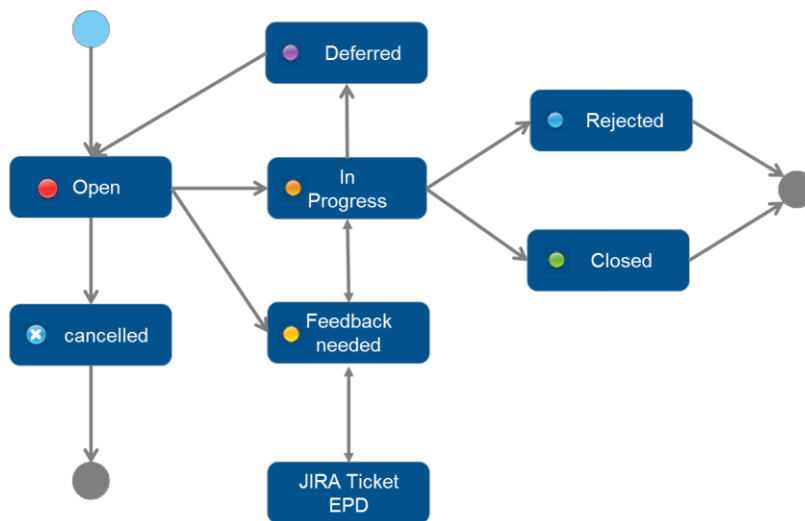 Deferred
Rejected
Open
In
Progress
Closed
cancelled
Feedback
needed
JIRA Ticket
EPD